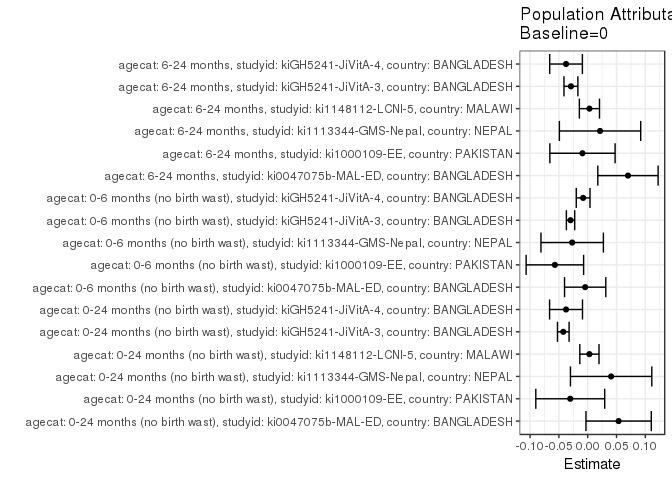 Population Attributa
Baseline=0
agecat: 6-24 months, studyid: kiGH5241-JiVitA-4, country: BANGLADESH
agecat: 6-24 months, studyid: kiGH5241-JiVitA-3, country: BANGLADESH
agecat: 6-24 months, studyid: ki1148112-LCNI-5, country: MALAWI
agecat: 6-24 months, studyid: ki1113344-GMS-Nepal, country: NEPAL
agecat: 6-24 months, studyid: ki1000109-EE, country: PAKISTAN
agecat: 6-24 months, studyid: ki0047075b-MAL-ED, country: BANGLADESH
agecat: 0-6 months (no birth wast), studyid: kiGH5241-JiVitA-4, country: BANGLADESH
agecat: 0-6 months (no birth wast), studyid: kiGH5241-JiVitA-3, country: BANGLADESH
agecat: 0-6 months (no birth wast), studyid: ki1113344-GMS-Nepal, country: NEPAL
agecat: 0-6 months (no birth wast), studyid: ki1000109-EE, country: PAKISTAN
agecat: 0-6 months (no birth wast), studyid: ki0047075b-MAL-ED, country: BANGLADESH
agecat: 0-24 months (no birth wast), studyid: kiGH5241-JiVitA-4, country: BANGLADESH
agecat: 0-24 months (no birth wast), studyid: kiGH5241-JiVitA-3, country: BANGLADESH
agecat: 0-24 months (no birth wast), studyid: ki1148112-LCNI-5, country: MALAWI
agecat: 0-24 months (no birth wast), studyid: ki1113344-GMS-Nepal, country: NEPAL
agecat: 0-24 months (no birth wast), studyid: ki1000109-EE, country: PAKISTAN
agecat: 0-24 months (no birth wast), studyid: ki0047075b-MAL-ED, country: BANGLADESH
-0.10 -0.05 0.00 0.05 0.10
Estimate